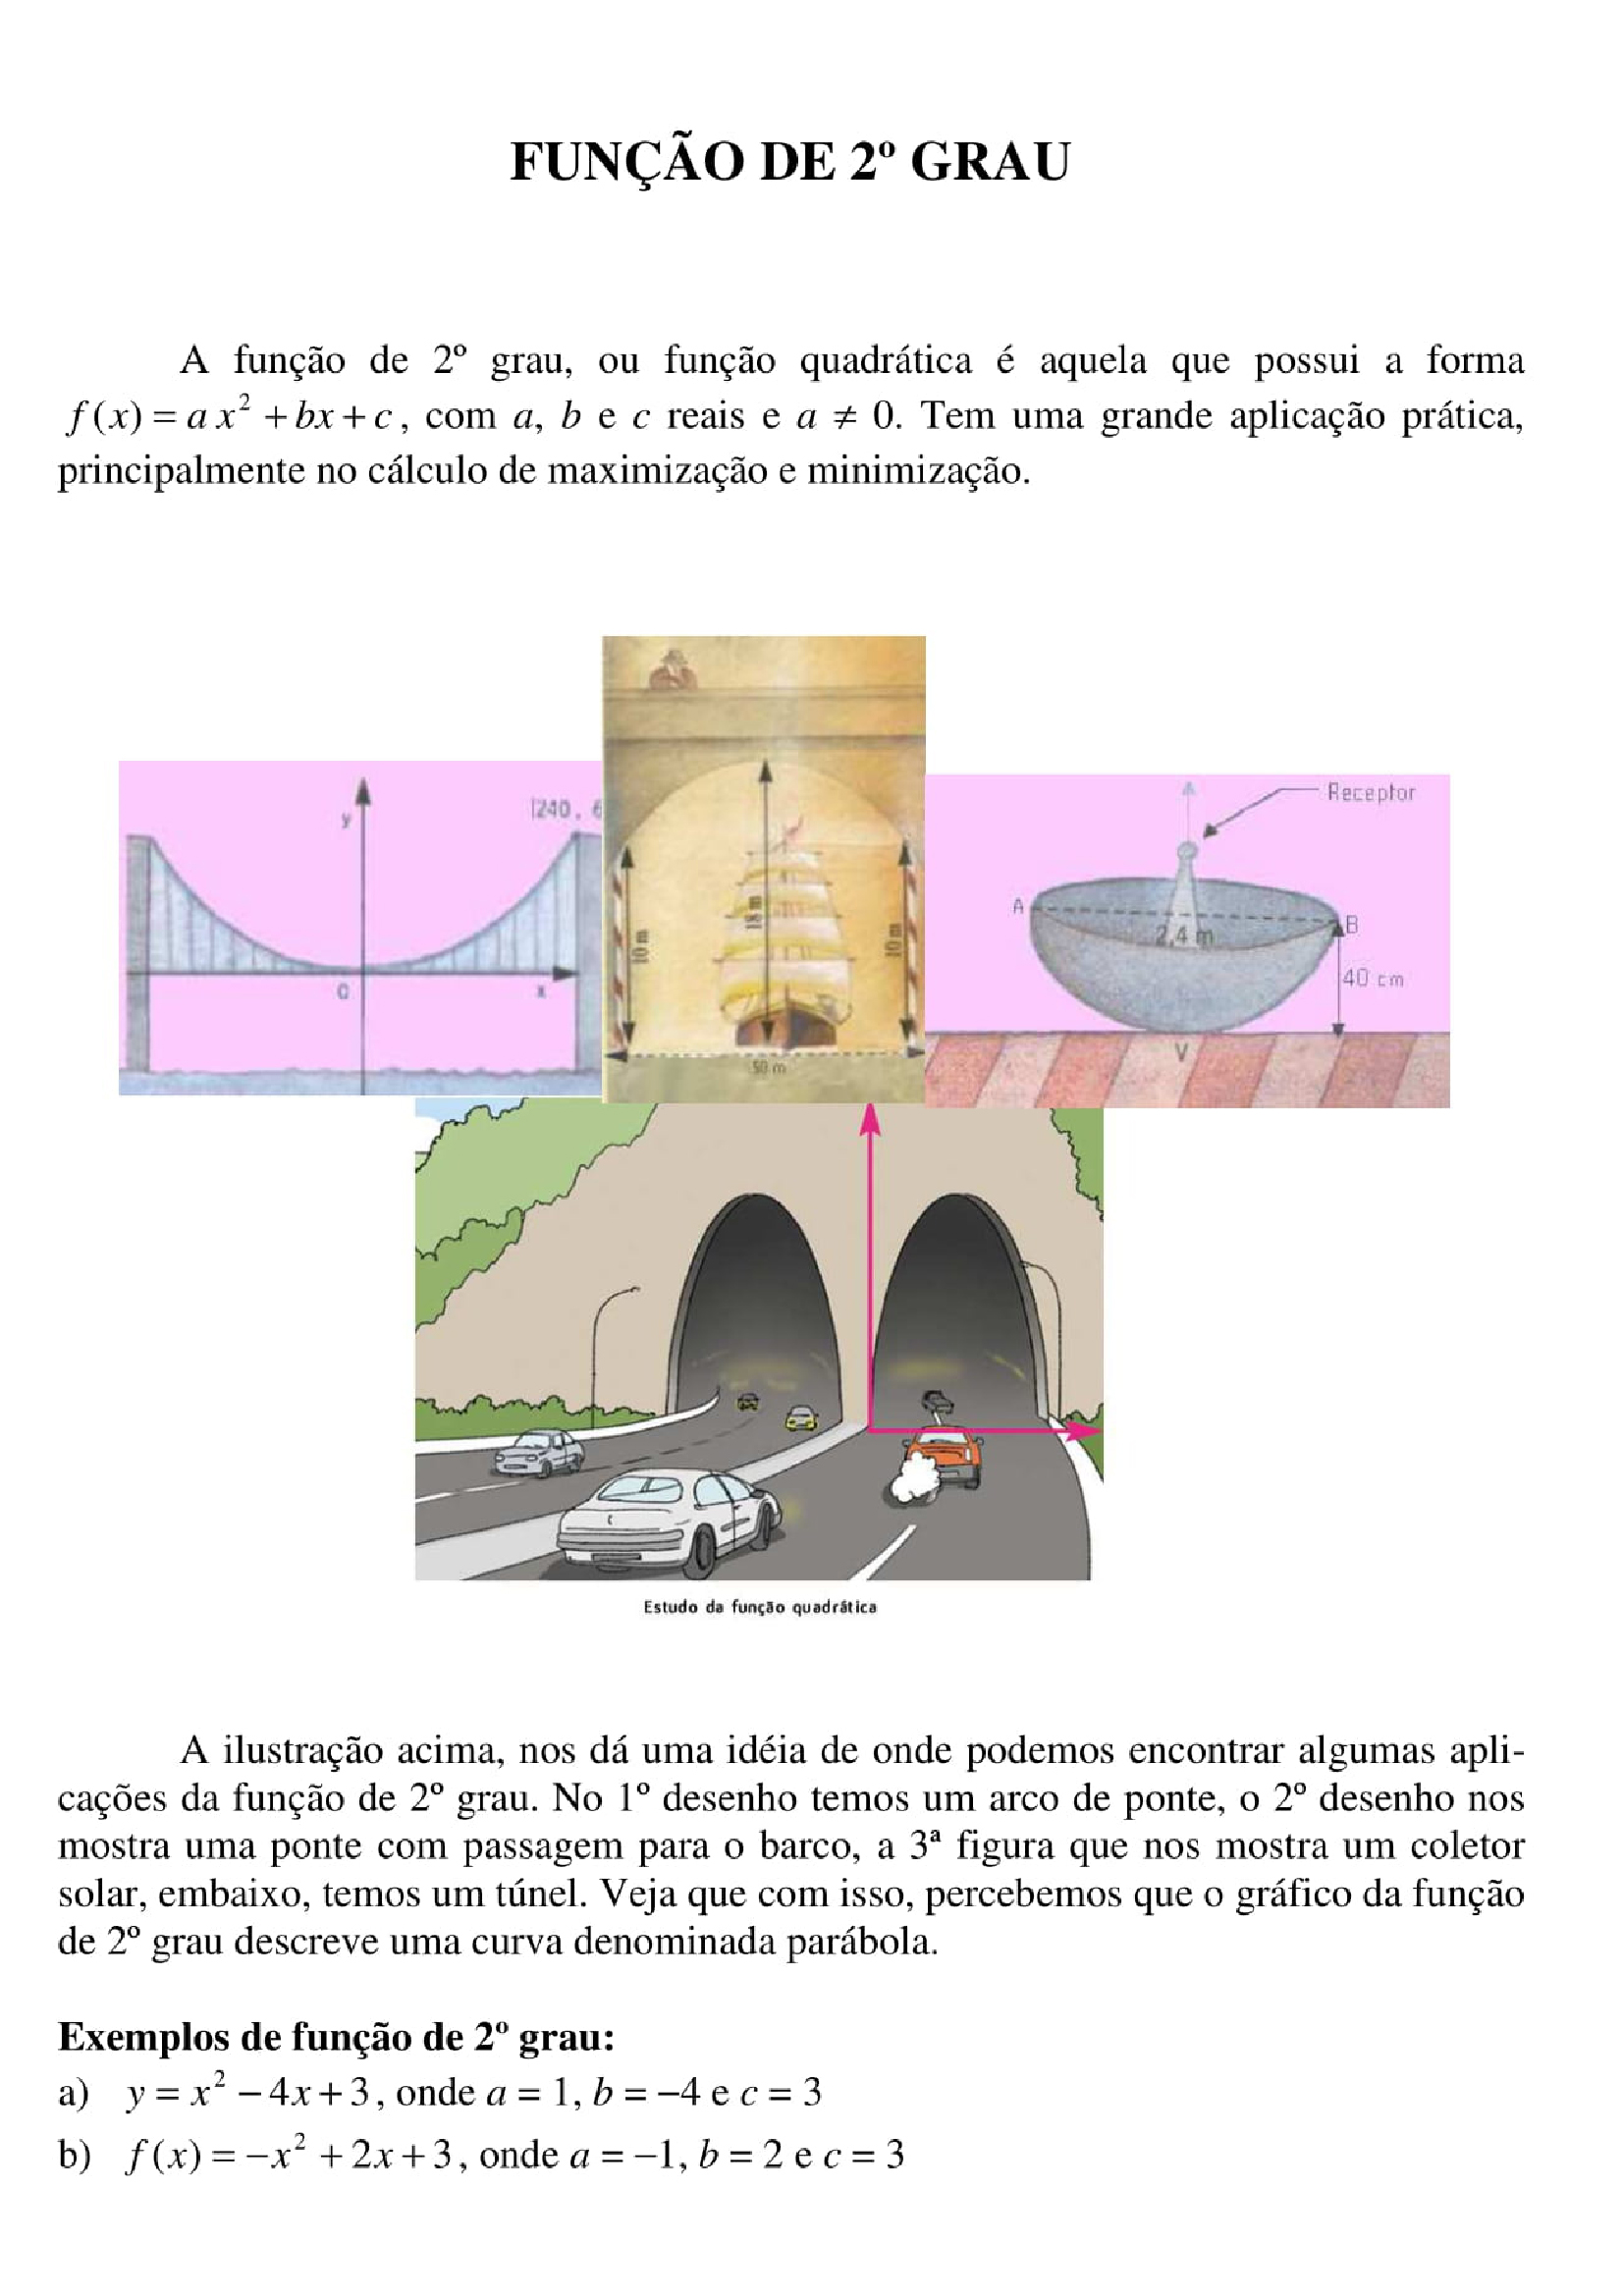 FUNÇÃO DE 2º GRAU
A função de 2º grau, ou função quadrática é aquela que possui a forma
f(x) = a x² + bx + c, com a, b e c reais e a ≠ 0. Tem uma grande aplicação prática,
principalmente no cálculo de maximização e minimização.
y
(240, 6
0
x
18 m
10 m
10 m
50 m
Receptor
A
B
2,4 m
40 cm
V
Estudo da função quadrática
A ilustração acima, nos dá uma idéia de onde podemos encontrar algumas apli-
cações da função de 2º grau. No 1º desenho temos um arco de ponte, o 2º desenho nos
mostra uma ponte com passagem para o barco, a 3ª figura que nos mostra um coletor
solar, embaixo, temos um túnel. Veja que com isso, percebemos que o gráfico da função
de 2º grau descreve uma curva denominada parábola.
Exemplos de função de 2º grau:
a) y = x² − 4x + 3, onde a = 1, b = −4 e c = 3
b) f(x) = −x² + 2x + 3, onde a = −1, b = 2 e c = 3